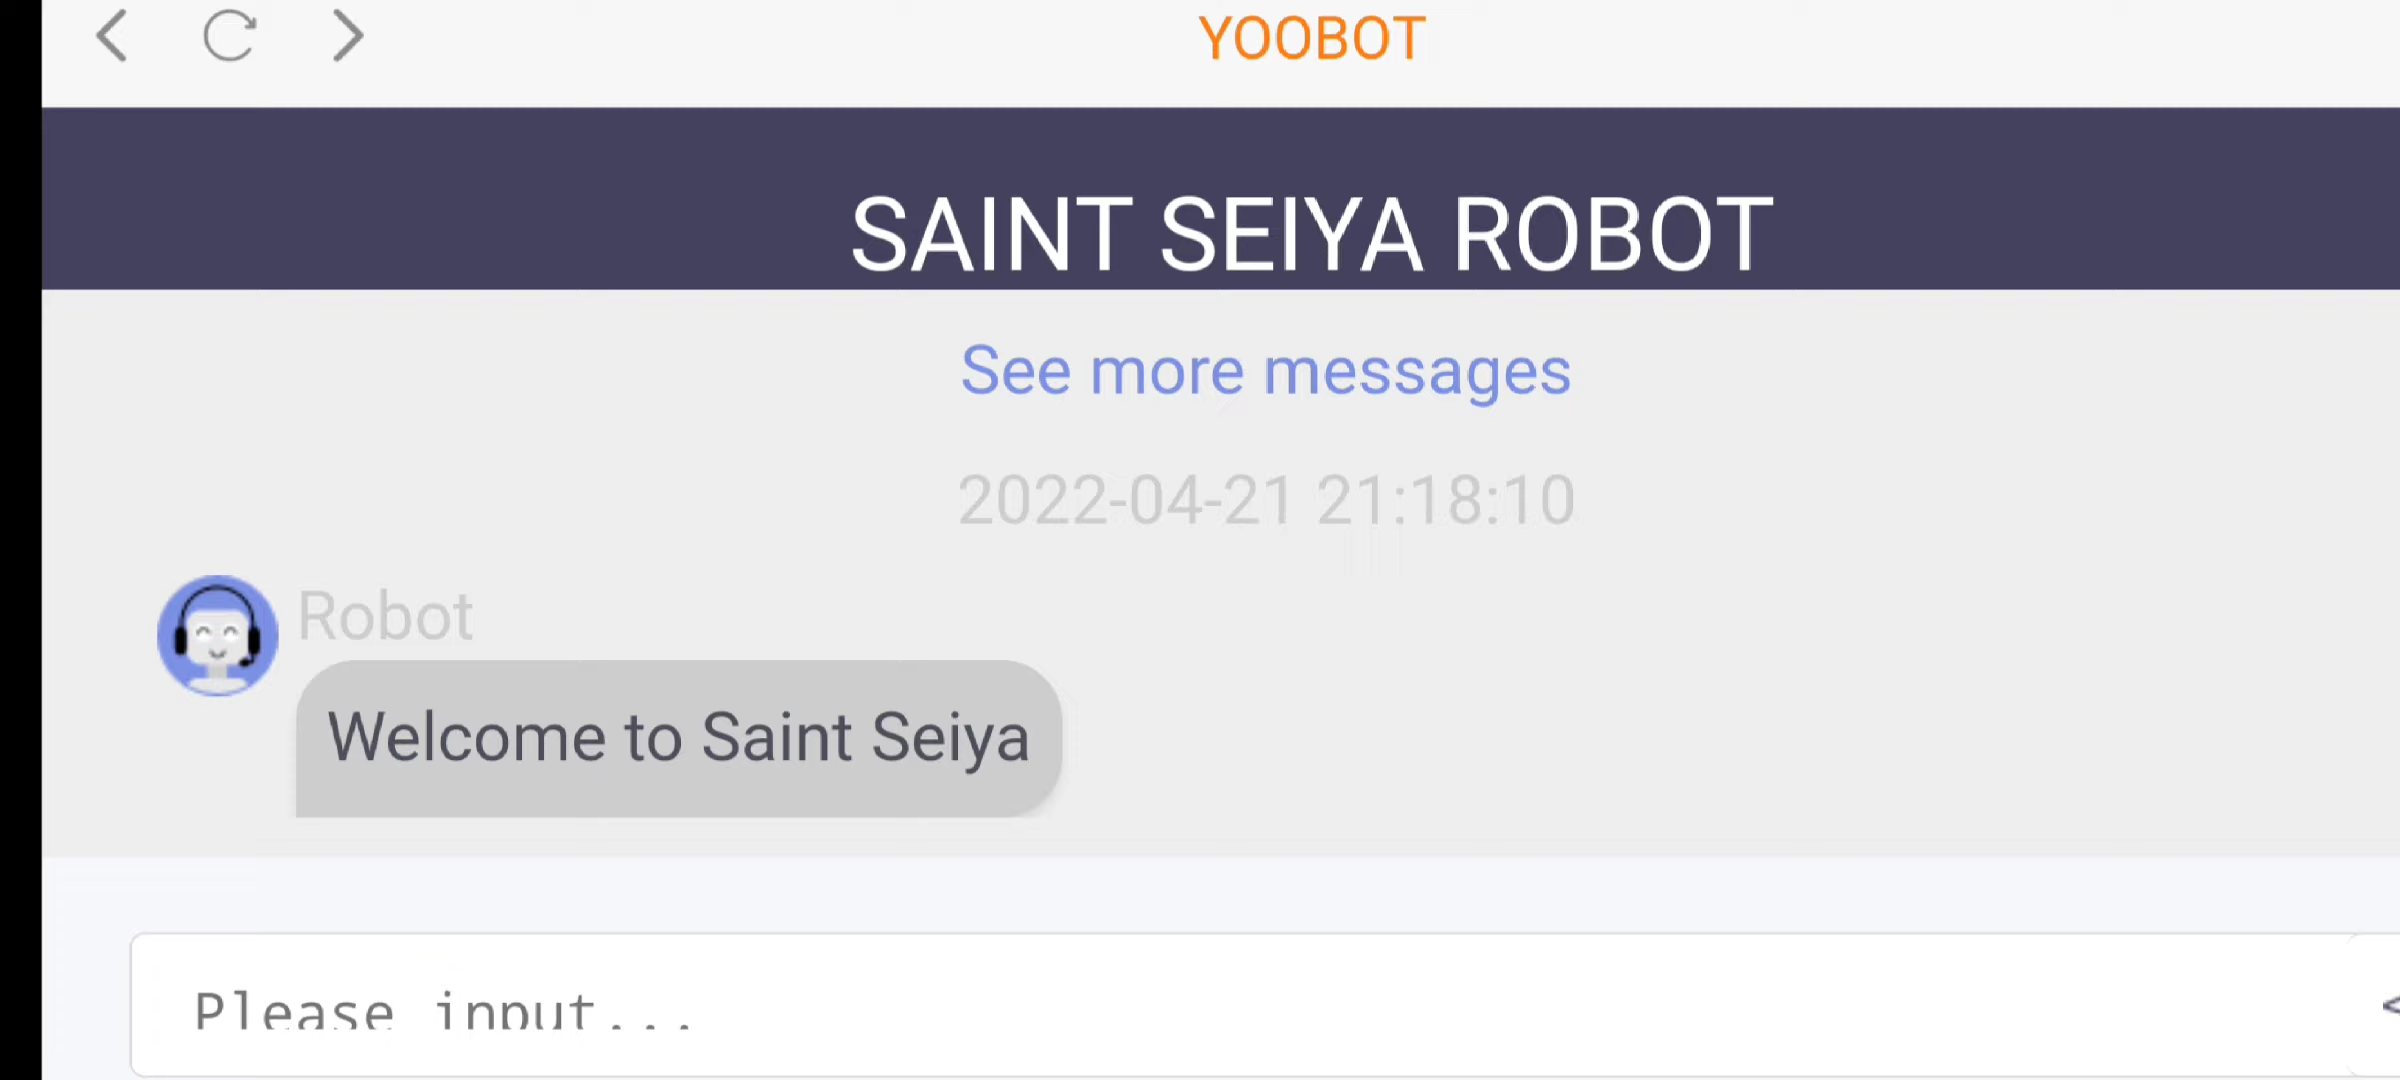 YOOBOT
SAINT SEIYA ROBOT
See more messages
2022-04-21 21:18:10
Robot
Welcome to Saint Seiya
Please input...